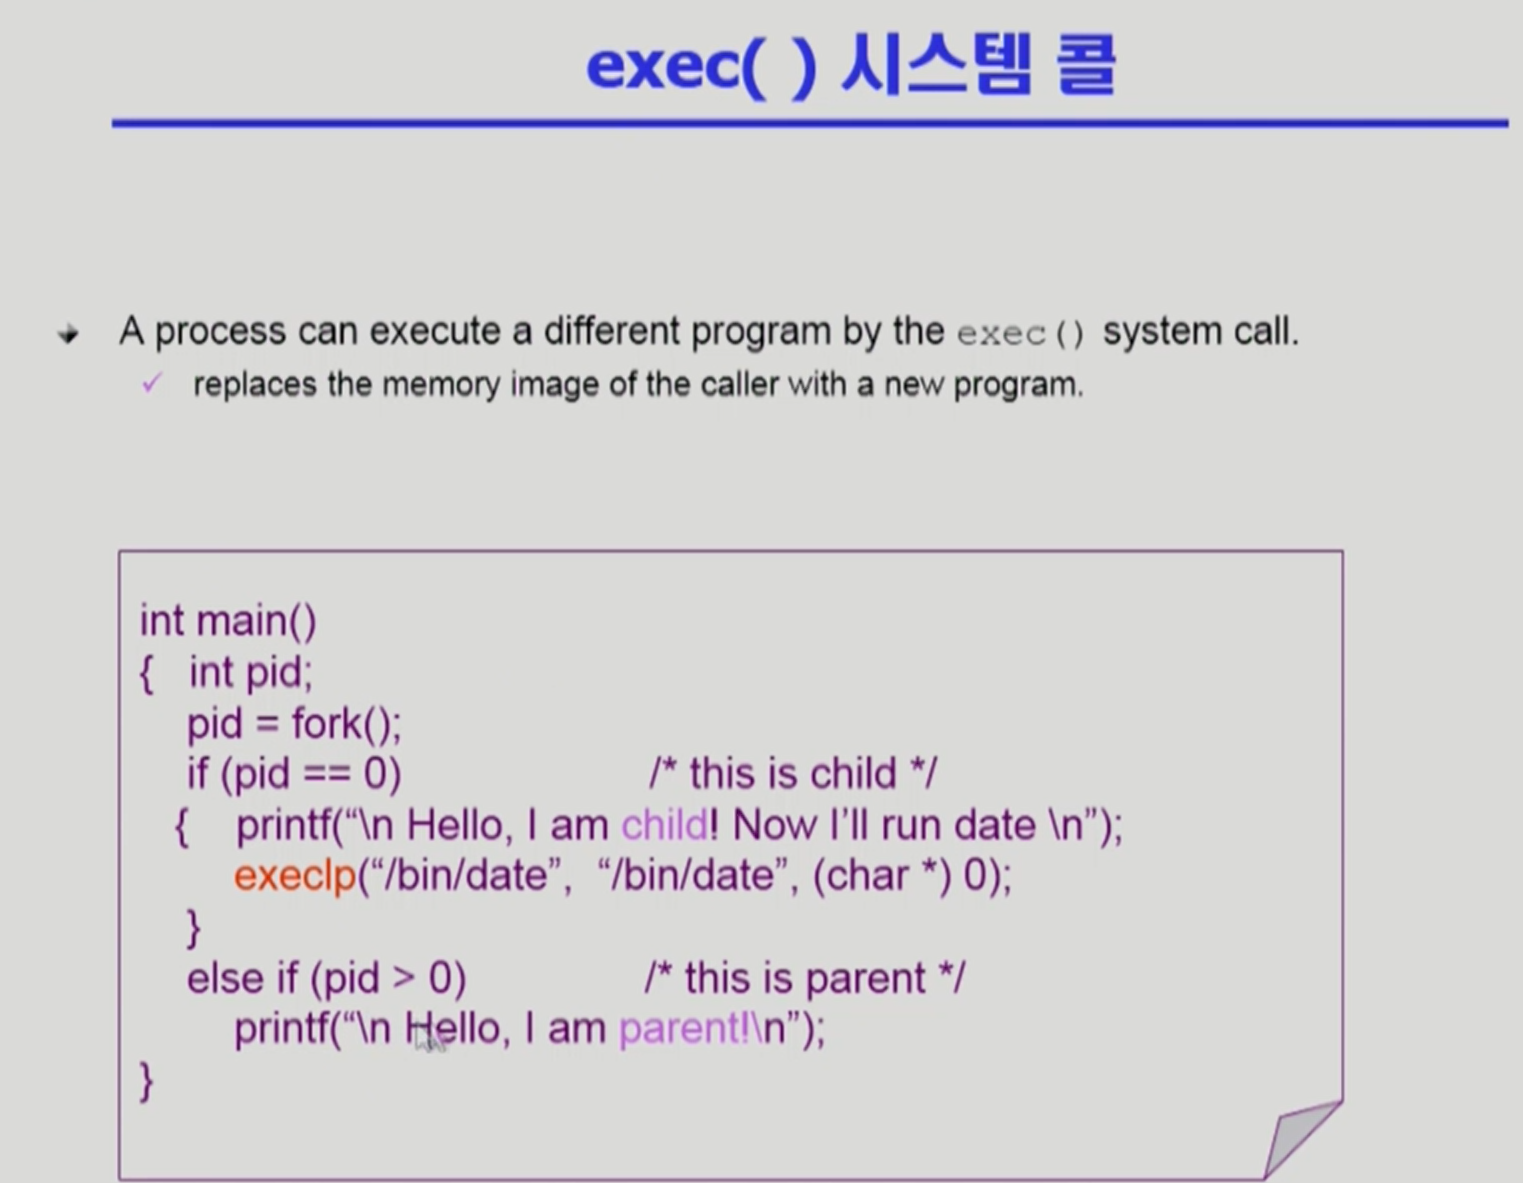 exec( ) 시스템 콜
A process can execute a different program by the exec() system call.
replaces the memory image of the caller with a new program.
int main()
{ int pid;
pid = fork();
if (pid == 0) /* this is child */
{ printf(“\n Hello, I am child! Now I’ll run date \n”);
execlp(“/bin/date”, “/bin/date”, (char *) 0);
}
else if (pid > 0) /* this is parent */
printf(“\n Hello, I am parent!\n”);
}